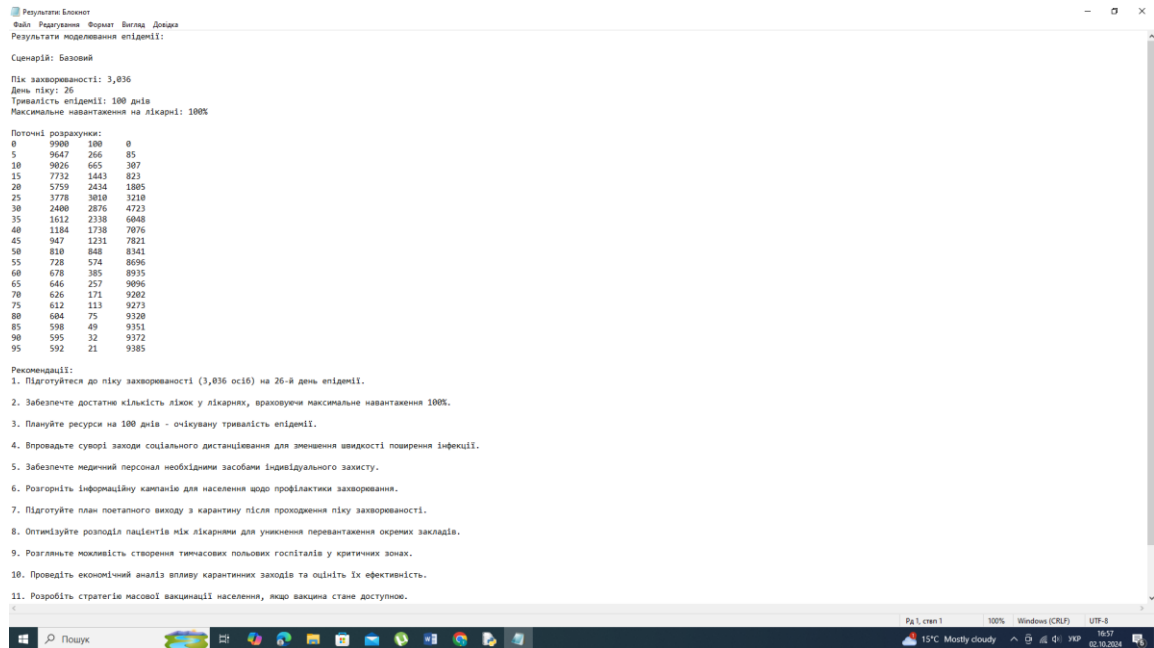 Результати: Блокнот
Файл Редагування Формат Вигляд Довідка
Результати моделювання епідемії:
Сценарій: Базовий
Пік захворюваності: 3,036
День піку: 26
Тривалість епідемії: 100 днів
Максимальне навантаження на лікарні: 100%
Поточні розрахунки:
0 9900 100 0
5 9647 266 85
10 9026 665 307
15 7732 1443 823
20 5759 2434 1805
25 3778 3010 3210
30 2400 2876 4723
35 1612 2338 6048
40 1184 1738 7076
45 947 1231 7821
50 810 848 8341
55 728 574 8696
60 678 385 8935
65 646 257 9096
70 626 171 9202
75 612 113 9273
80 604 75 9320
85 598 49 9351
90 595 32 9372
95 592 21 9385
Рекомендації:
1. Підготуйтеся до піку захворюваності (3,036 осіб) на 26-й день епідемії.
2. Забезпечте достатню кількість ліжок у лікарнях, враховуючи максимальне навантаження 100%.
3. Плануйте ресурси на 100 днів - очікувану тривалість епідемії.
4. Впровадьте суворі заходи соціального дистанціювання для зменшення швидкості поширення інфекції.
5. Забезпечте медичний персонал необхідними засобами індивідуального захисту.
6. Розгорніть інформаційну кампанію для населення щодо профілактики захворювання.
7. Підготуйте план поетапного виходу з карантину після проходження піку захворюваності.
8. Оптимізуйте розподіл пацієнтів між лікарнями для уникнення перевантаження окремих закладів.
9. Розгляньте можливість створення тимчасових польових госпіталів у критичних зонах.
10. Проведіть економічний аналіз впливу карантинних заходів та оцініть їх ефективність.
11. Розробіть стратегію масової вакцинації населення, якщо вакцина стане доступною.
Рд 1, ствп 1 100% Windows (CRLF) UTF-8
Пошук 15°C Mostly cloudy УКР 16:57
02.10.2024